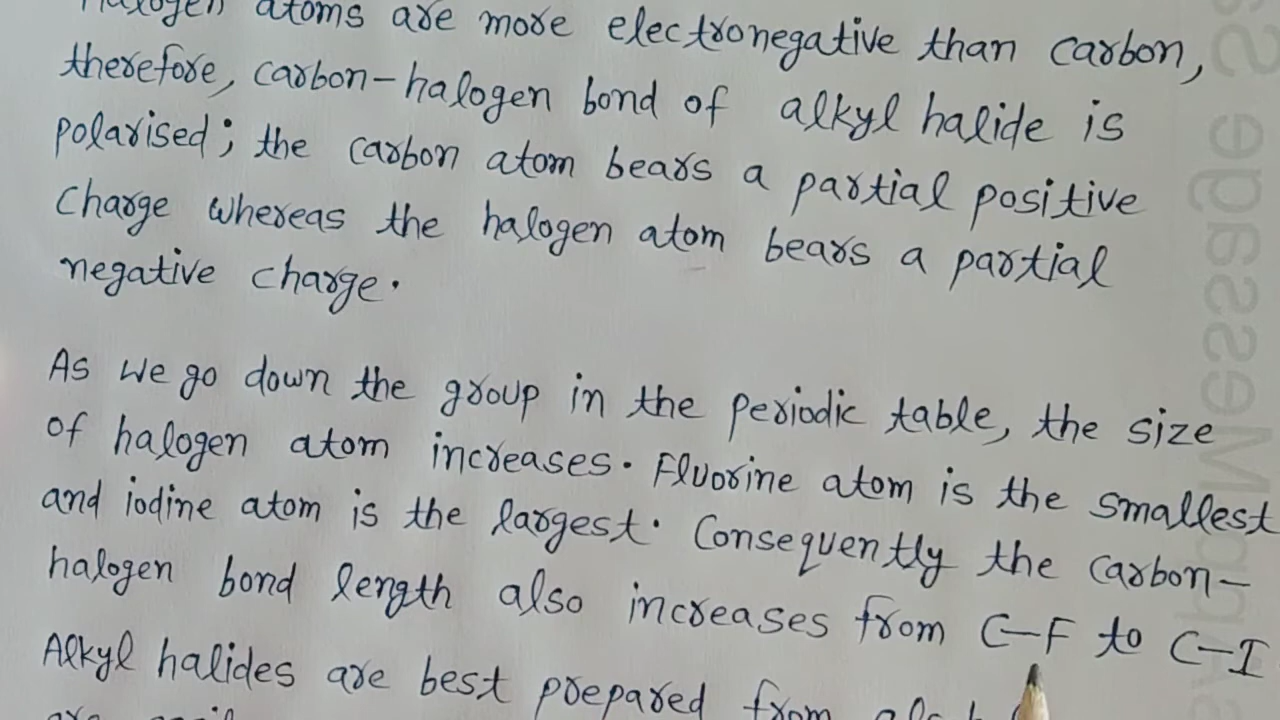 Halogen atoms are more electronegative than carbon,
therefore, carbon-halogen bond of alkyl halide is
polarised; the carbon atom bears a partial positive
charge whereas the halogen atom bears a partial
negative charge.
As we go down the group in the periodic table, the size
of halogen atom increases. Fluorine atom is the smallest
and iodine atom is the largest. Consequently the carbon-
halogen bond length also increases from C-F to C-I
Alkyl halides are best prepared from